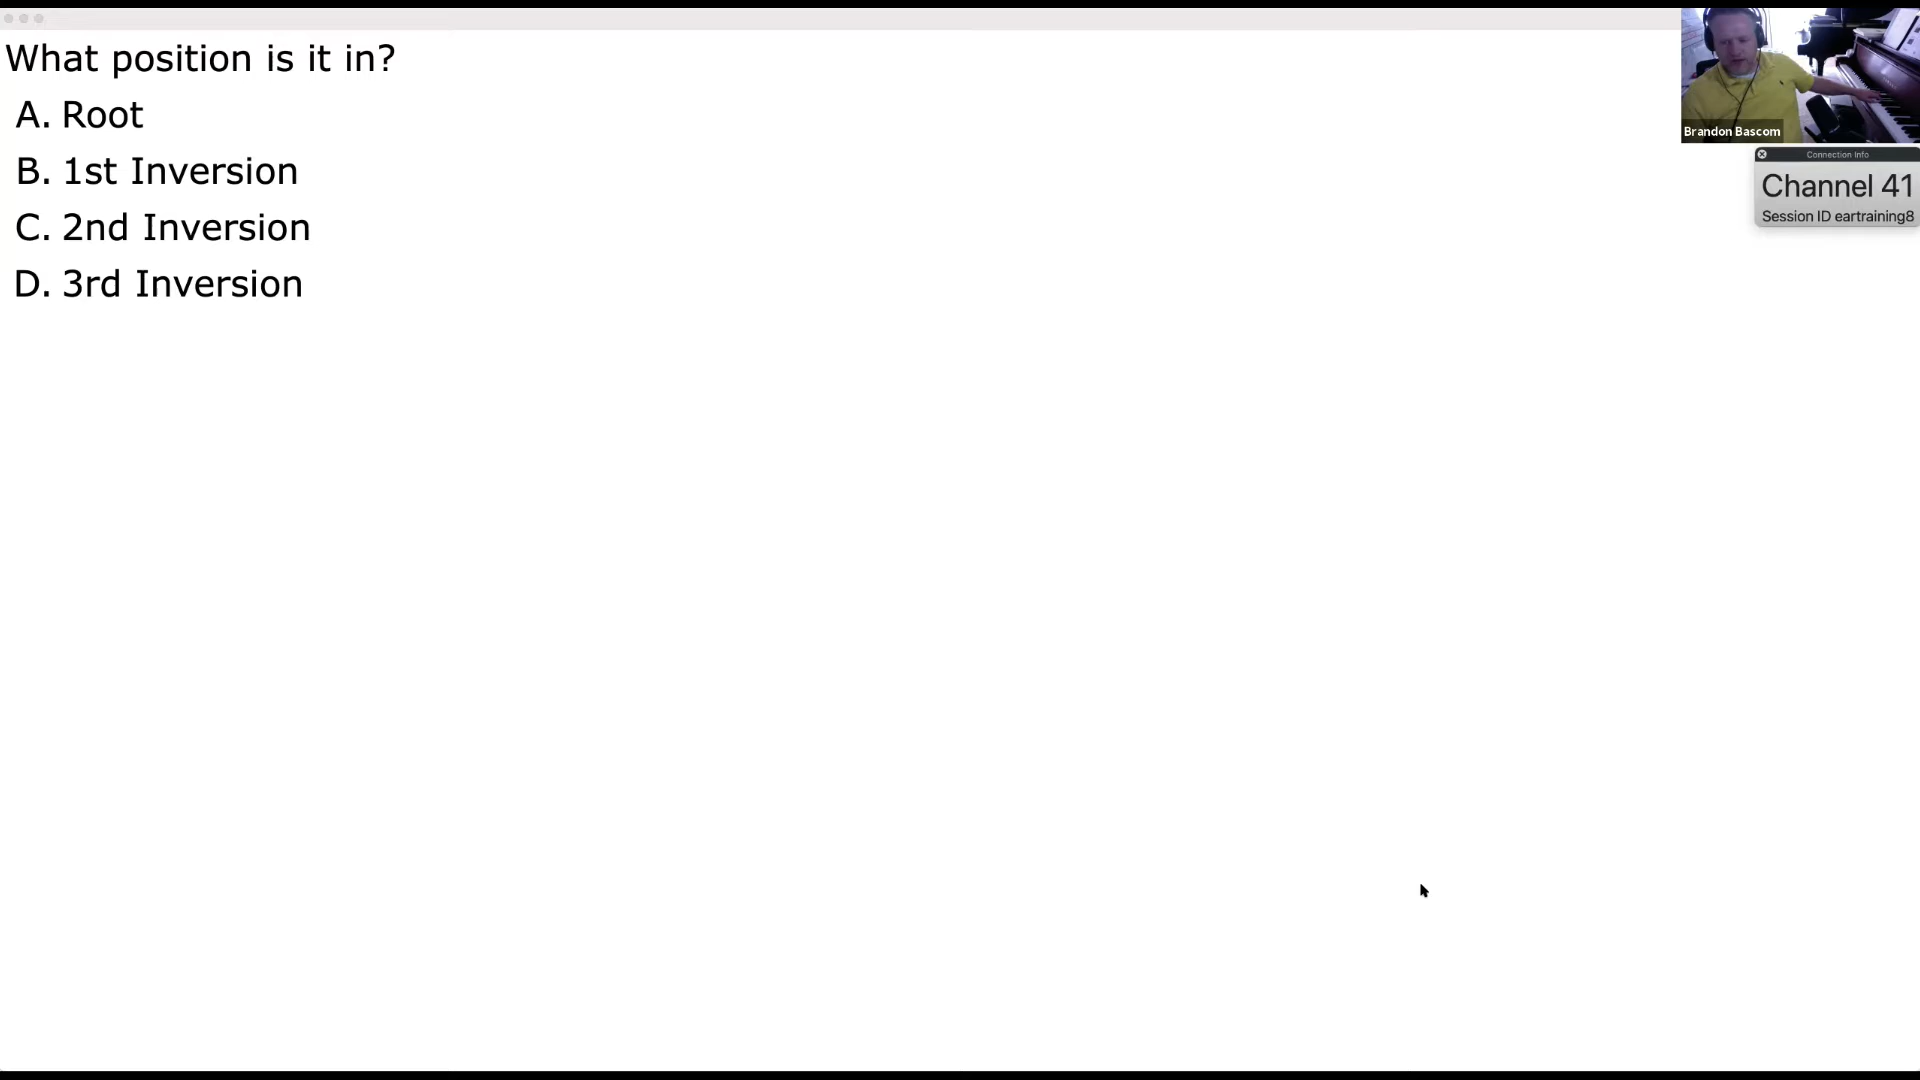 What position is it in?
A. Root
B. 1st Inversion
C. 2nd Inversion
D. 3rd Inversion
Brandon Bascom
Connection Info
Channel 41
Session ID eartraining8